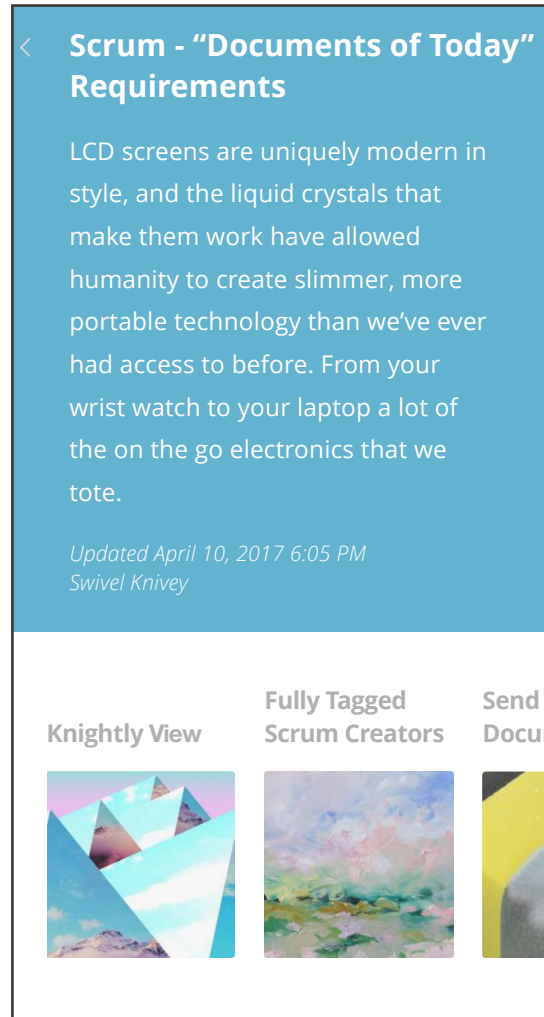 Scrum - “Documents of Today”
Requirements
LCD screens are uniquely modern in
style, and the liquid crystals that
make them work have allowed
humanity to create slimmer, more
portable technology than we’ve ever
had access to before. From your
wrist watch to your laptop a lot of
the on the go electronics that we
tote.
Updated April 10, 2017 6:05 PM
Swivel Knivey
Knightly View
Fully Tagged
Scrum Creators
Send